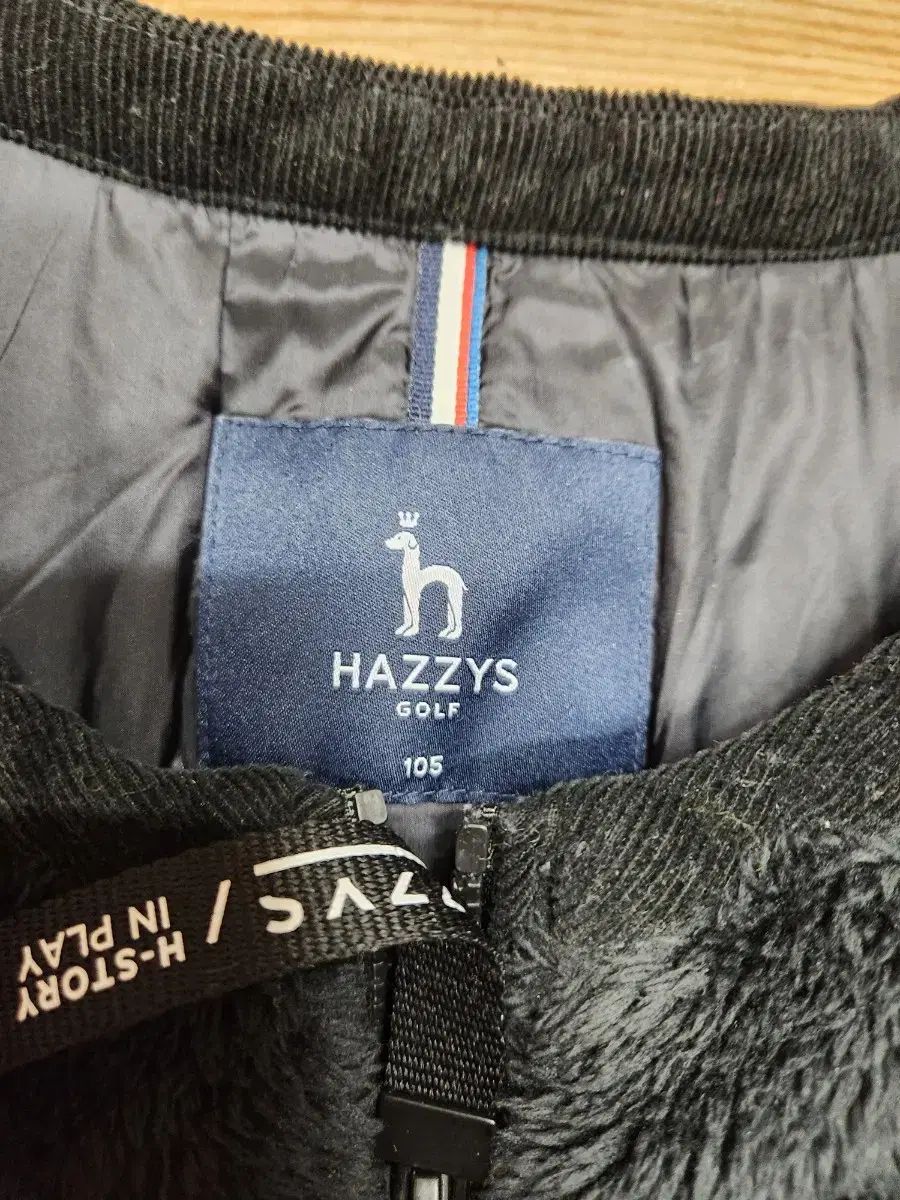 HAZZYS
GOLF
105
H-STORY
IN PLAY